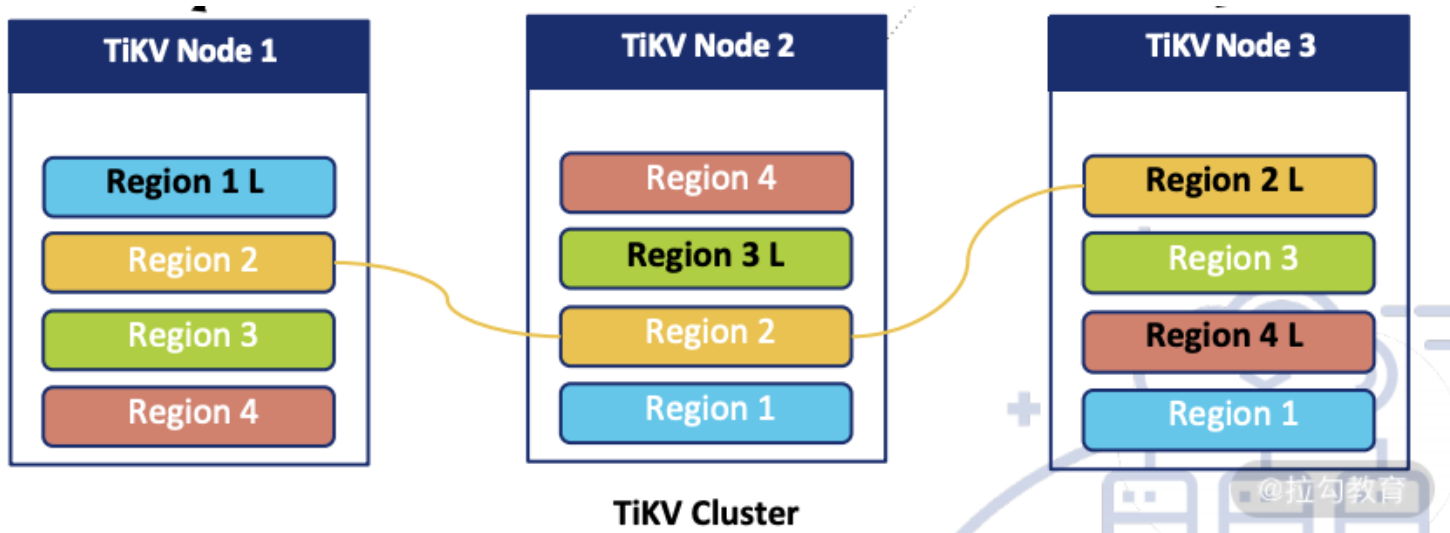 TiKV Node 1
Region 1 L
Region 2
Region 3
Region 4
TiKV Node 2
Region 4
Region 3 L
Region 2
Region 1
TiKV Node 3
Region 2 L
Region 3
Region 4 L
Region 1
TiKV Cluster
@拉勾教育